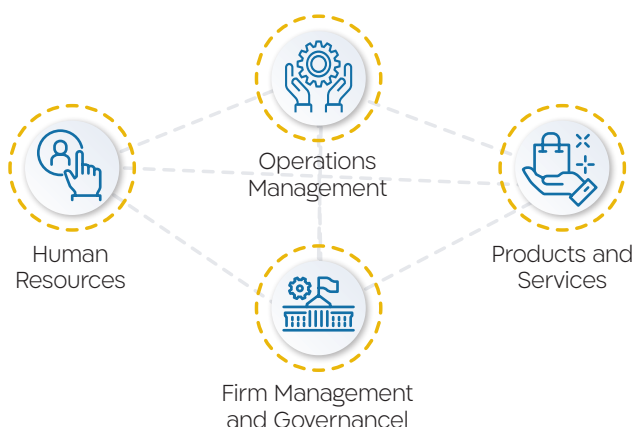 Operations
Management
Human
Resources
Products and
Services
Firm Management
and Governancel